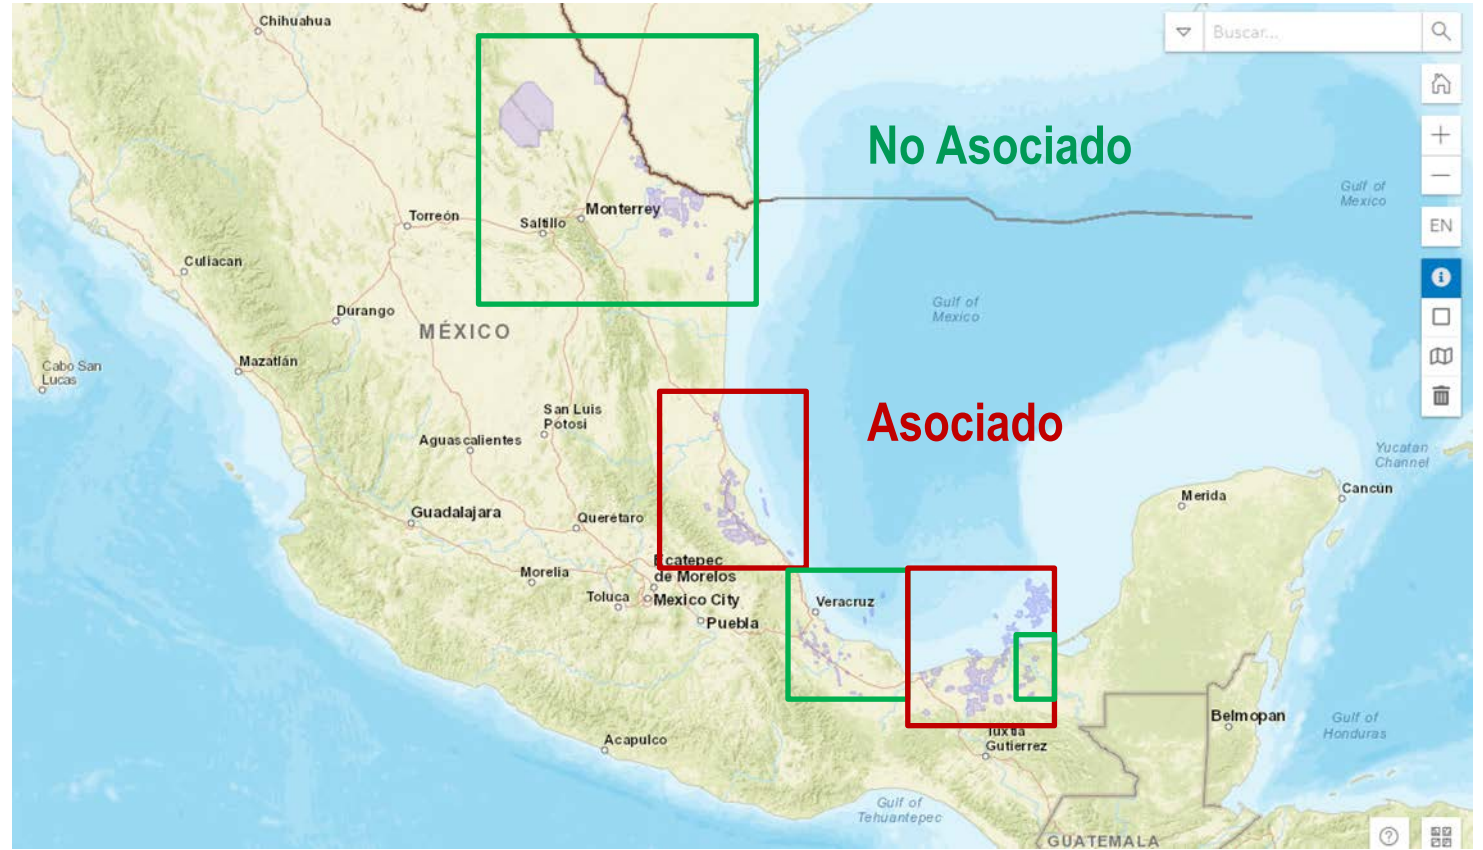 Chihuahua
Buscar...
No Asociado
EN
Gulf of
Mexico
Torreón
Saltillo
Monterrey
Culiacan
Durango
MÉXICO
Gulf of
Mexico
Mazatlán
Cabo San
Lucas
San Luis
Potosi
Asociado
Aguascalientes
Yucatan
Channel
Merida
Cancún
Guadalajara
Querétaro
Ecatepec
de Morelos
Morelia
Toluca
Mexico City
Veracruz
Puebla
Acapulco
Tuxtla
Gutierrez
Belmopan
Gulf of
Honduras
Gulf of
Tehuantepec
GUATEMALA